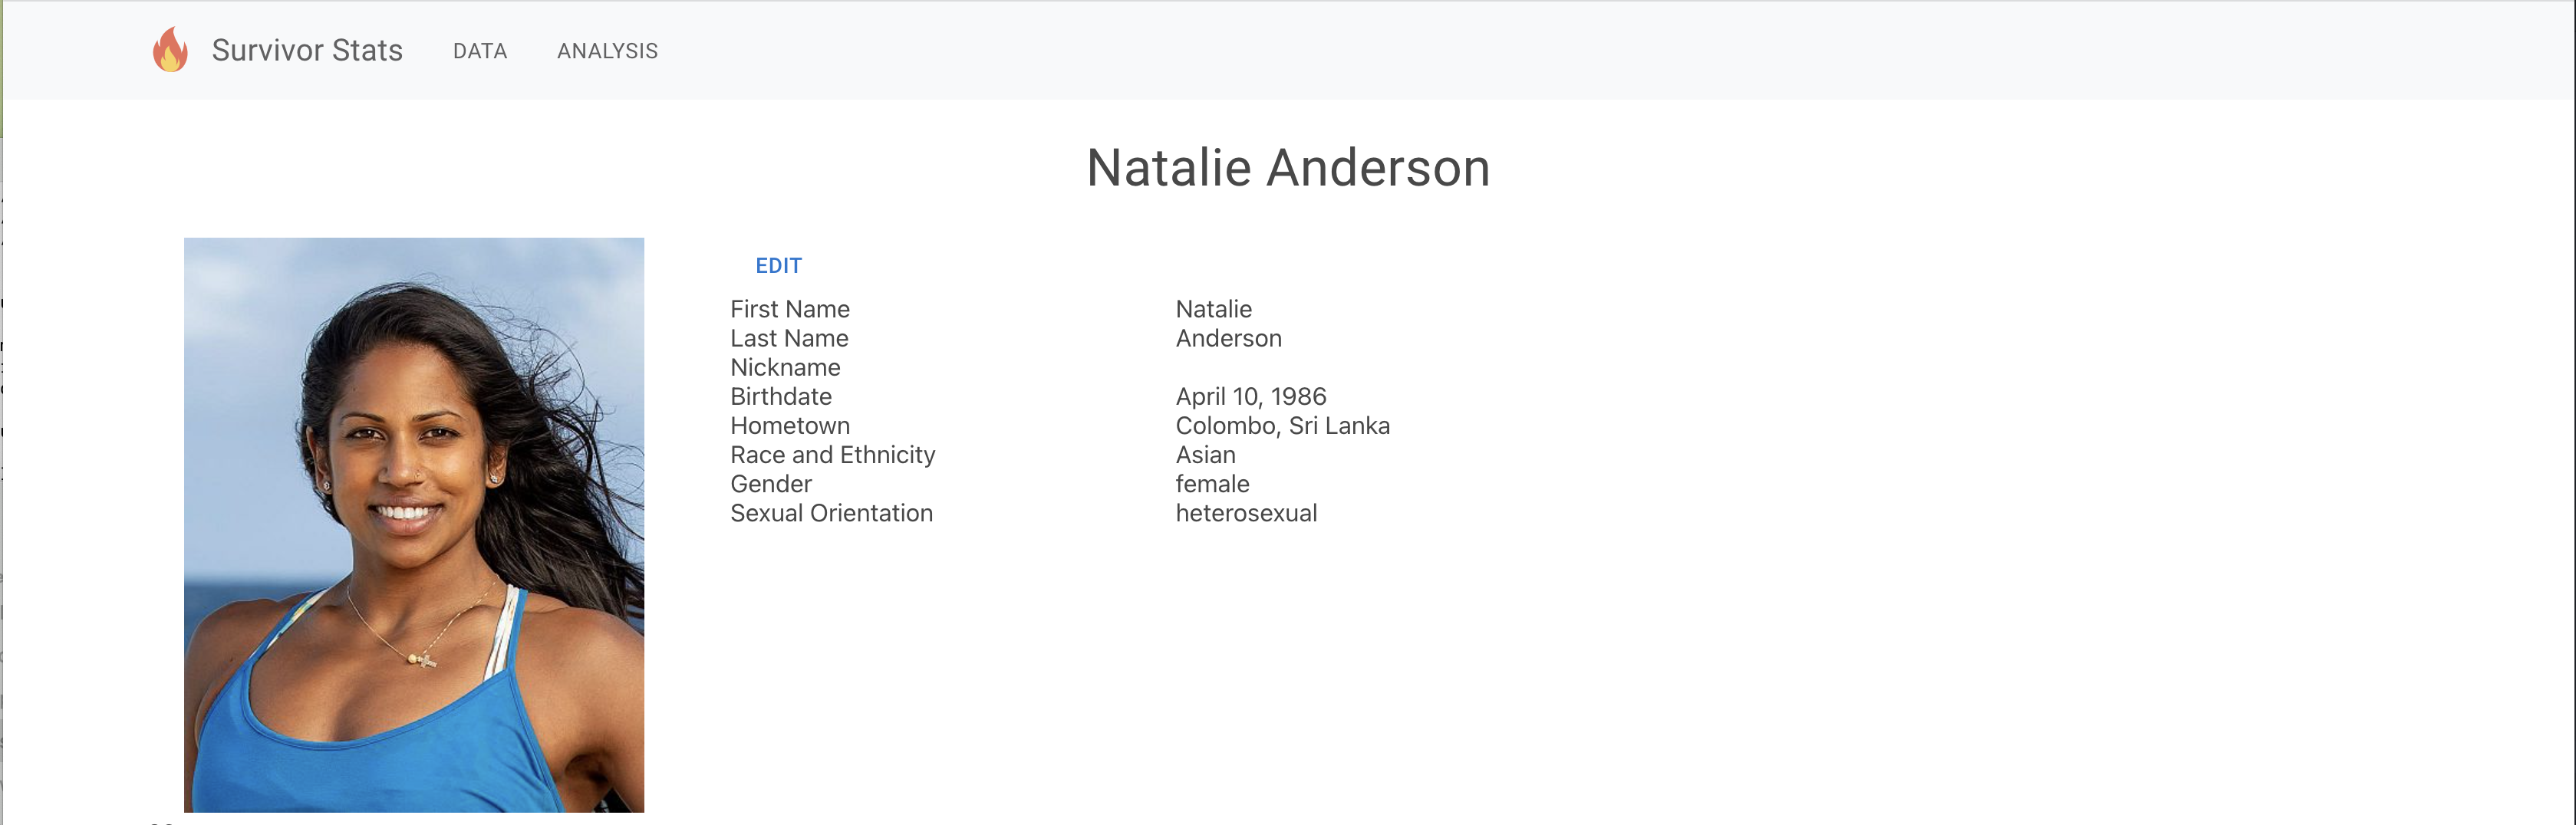 Survivor Stats DATA ANALYSIS
Natalie Anderson
EDIT
First Name Natalie
Last Name Anderson
Nickname
Birthdate April 10, 1986
Hometown Colombo, Sri Lanka
Race and Ethnicity Asian
Gender female
Sexual Orientation heterosexual